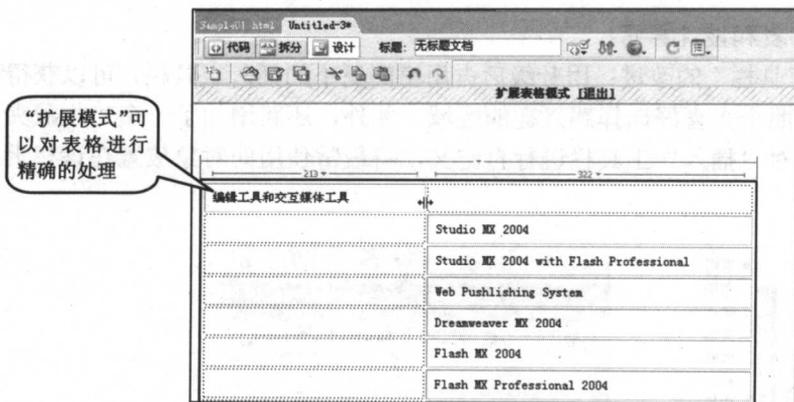 Sample01.html Untitled-3*
代码 拆分 设计 标题: 无标题文档
扩展表格模式 [退出]
“扩展模式”可
以对表格进行
精确的处理
213 322
编辑工具和交互媒体工具
Studio MX 2004
Studio MX 2004 with Flash Professional
Web Pushlishing System
Dreamweaver MX 2004
Flash MX 2004
Flash MX Professional 2004